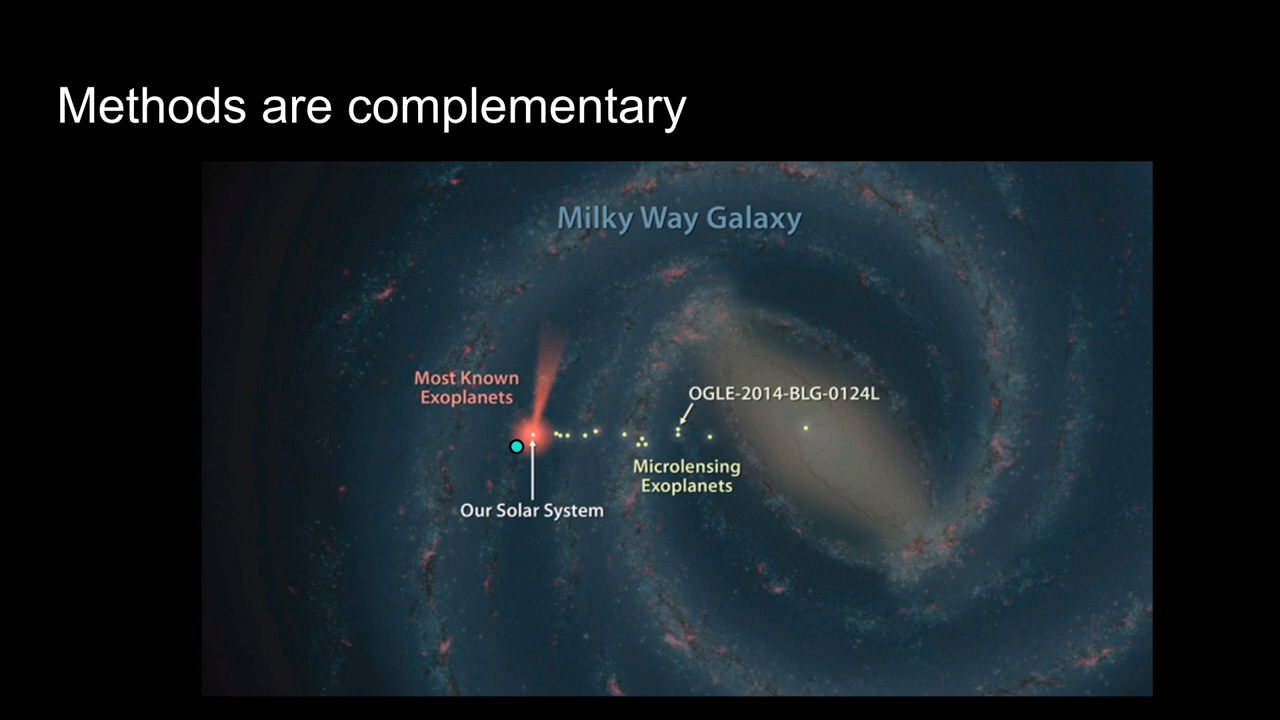 Methods are complementary
Milky Way Galaxy
Most Known
Exoplanets
OGLE-2014-BLG-0124L
Microlensing
Exoplanets
Our Solar System